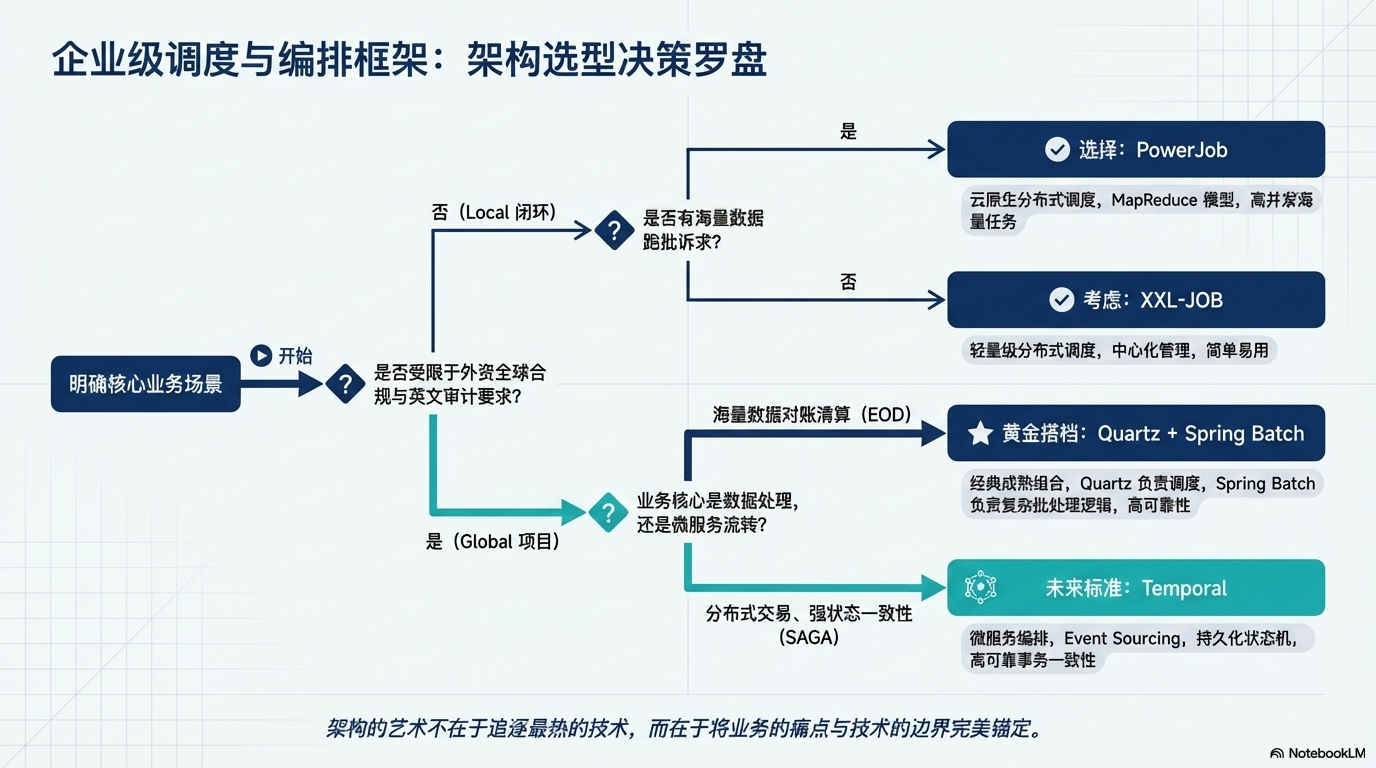 企业级调度与编排框架：架构选型决策罗盘
明确核心业务场景
开始
?
是否受限于外资全球合
规与英文审计要求？
否（Local 闭环）
?
是否有海量数据
跑批诉求？
是
选择：PowerJob
云原生分布式调度，MapReduce 模型，高并发海
量任务
否
考虑：XXL-JOB
轻量级分布式调度，中心化管理，简单易用
是（Global 项目）
?
业务核心是数据处理，
还是微服务流转？
海量数据对账清算（EOD）
黄金搭档：Quartz + Spring Batch
经典成熟组合，Quartz 负责调度，Spring Batch
负责复杂批处理逻辑，高可靠性
分布式交易、强状态一致性
（SAGA）
未来标准：Temporal
微服务编排，Event Sourcing，持久化状态机，
高可靠事务一致性
架构的艺术不在于追逐最热的技术，而在于将业务的痛点与技术的边界完美锚定。
NotebookLM